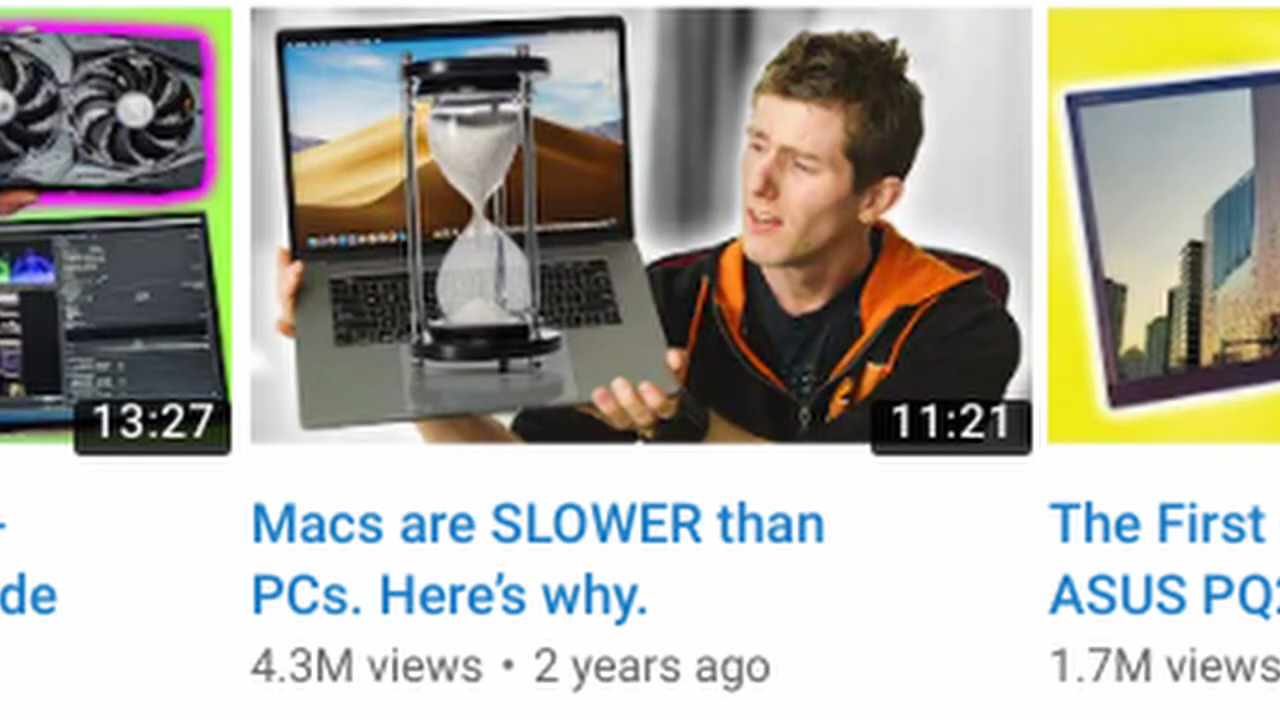 13:27
11:21
-
de
Macs are SLOWER than
PCs. Here's why.
4.3M views • 2 years ago
The First
ASUS PQ2
1.7M views